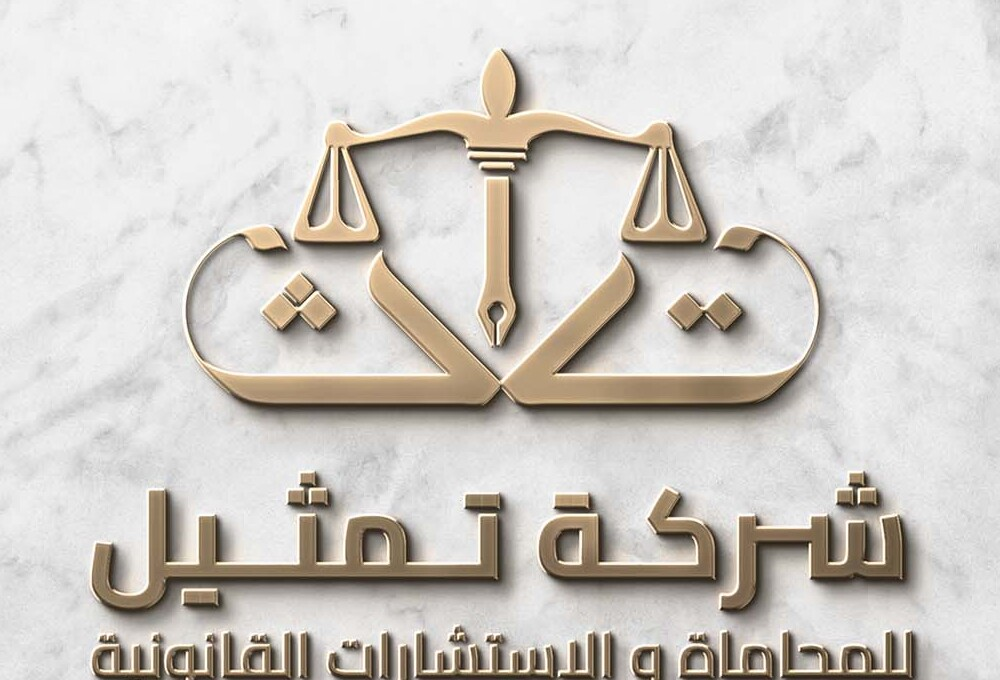 ت ث
شركة تمثيل
للمحاماة و الاستشارات القانونية